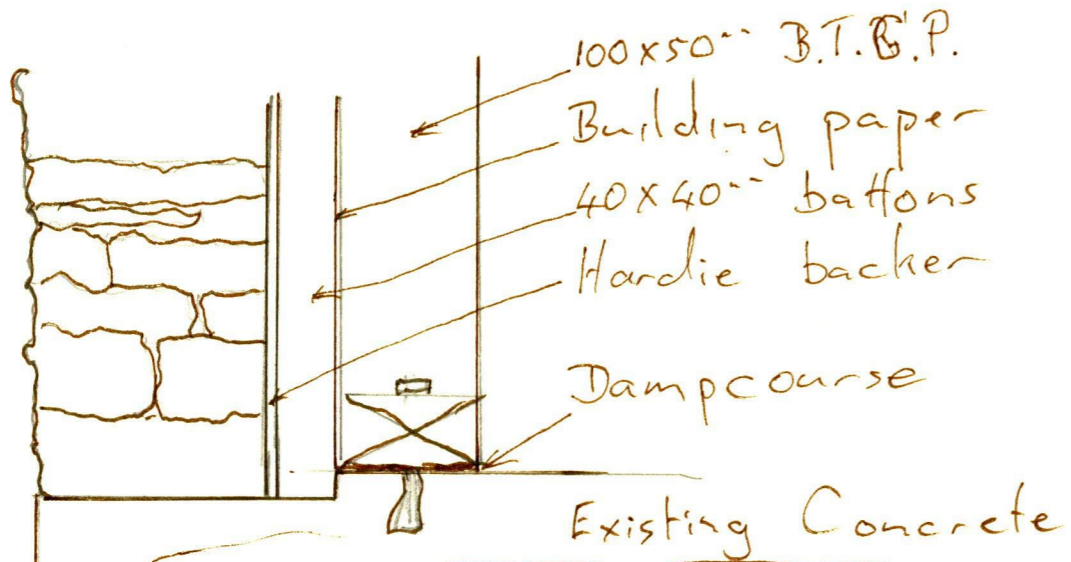 100x50mm B.T.&.P.
Building paper
40x40mm battons
Hardie backer
Dampcourse
Existing Concrete